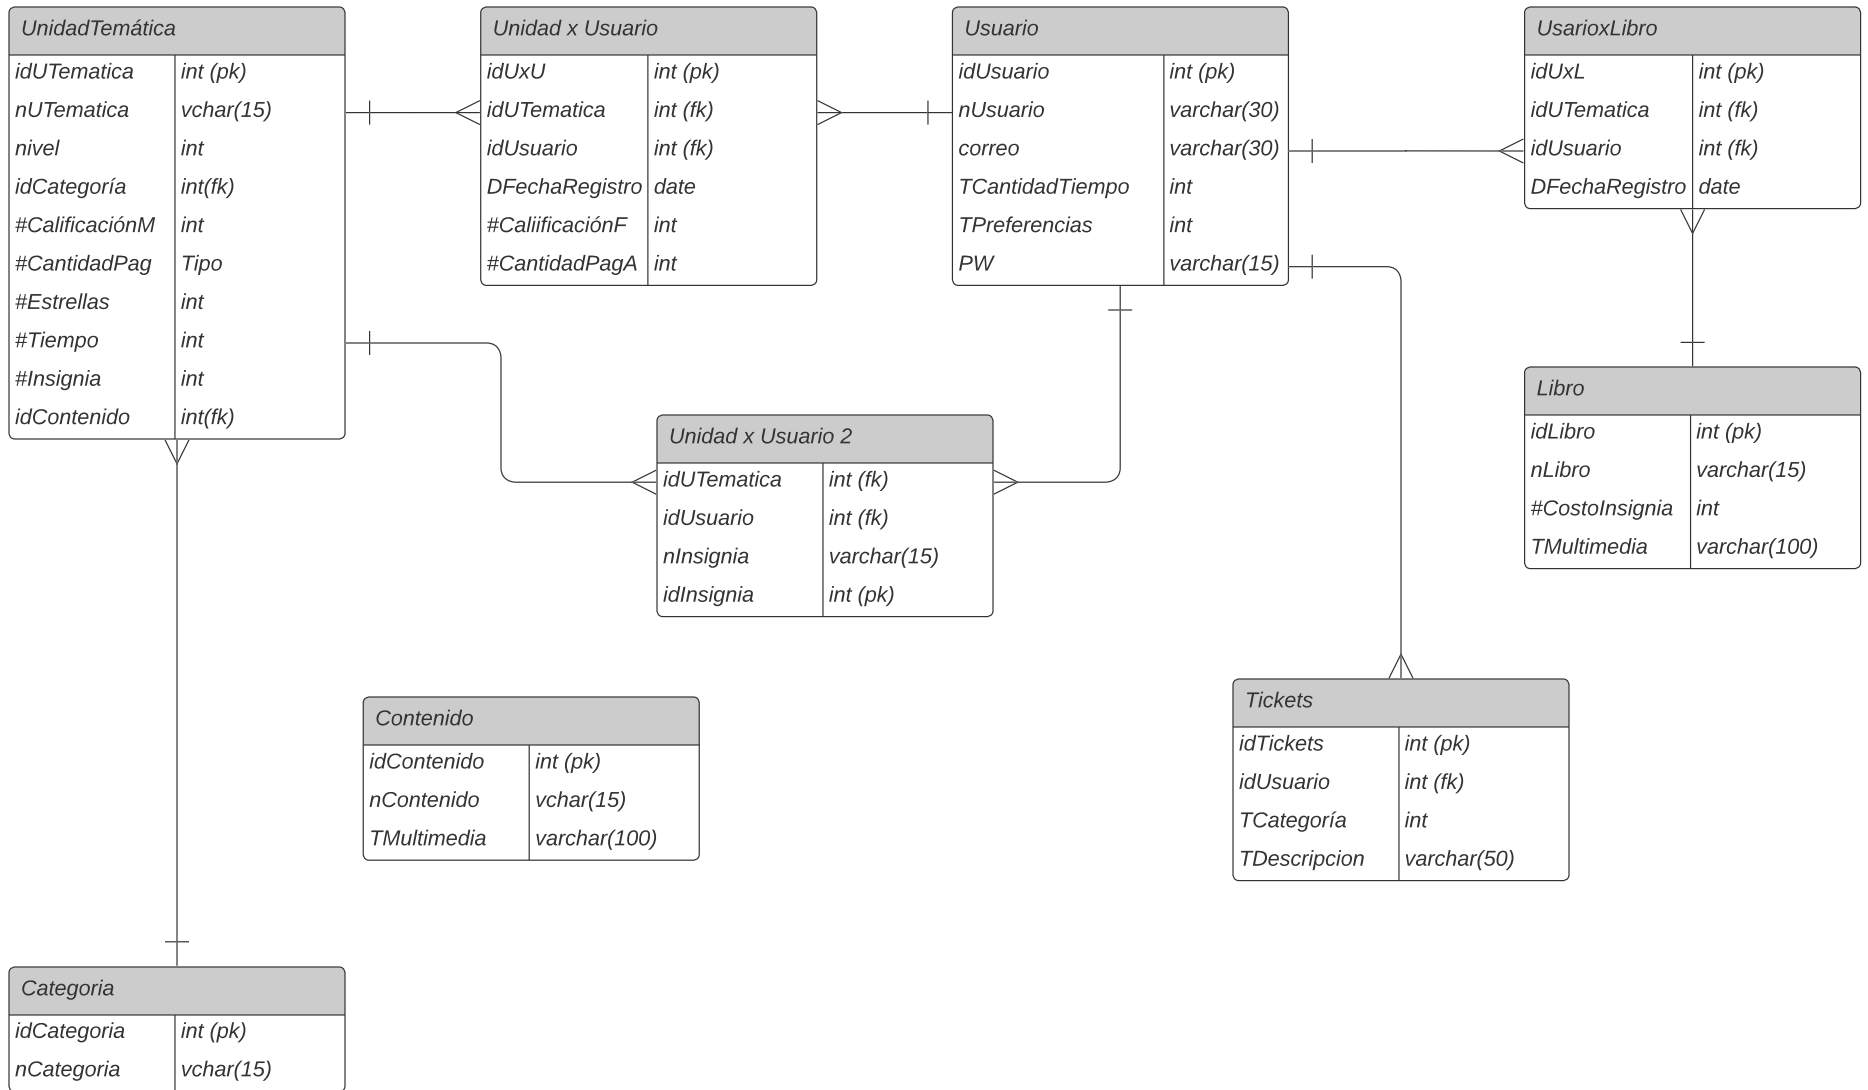 UnidadTemática
idUTematica int (pk)
nUTematica vchar(15)
nivel int
idCategoría int(fk)
#CalificaciónM int
#CantidadPag Tipo
#Estrellas int
#Tiempo int
#Insignia int
idContenido int(fk)
Unidad x Usuario
idUxU int (pk)
idUTematica int (fk)
idUsuario int (fk)
DFechaRegistro date
#CaliificaciónF int
#CantidadPagA int
Usuario
idUsuario int (pk)
nUsuario varchar(30)
correo varchar(30)
TCantidadTiempo int
TPreferencias int
PW varchar(15)
UsarioxLibro
idUxL int (pk)
idUTematica int (fk)
idUsuario int (fk)
DFechaRegistro date
Libro
idLibro int (pk)
nLibro varchar(15)
#CostoInsignia int
TMultimedia varchar(100)
Unidad x Usuario 2
idUTematica int (fk)
idUsuario int (fk)
nInsignia varchar(15)
idInsignia int (pk)
Contenido
idContenido int (pk)
nContenido vchar(15)
TMultimedia varchar(100)
Tickets
idTickets int (pk)
idUsuario int (fk)
TCategoría int
TDescripcion varchar(50)
Categoria
idCategoria int (pk)
nCategoria vchar(15)